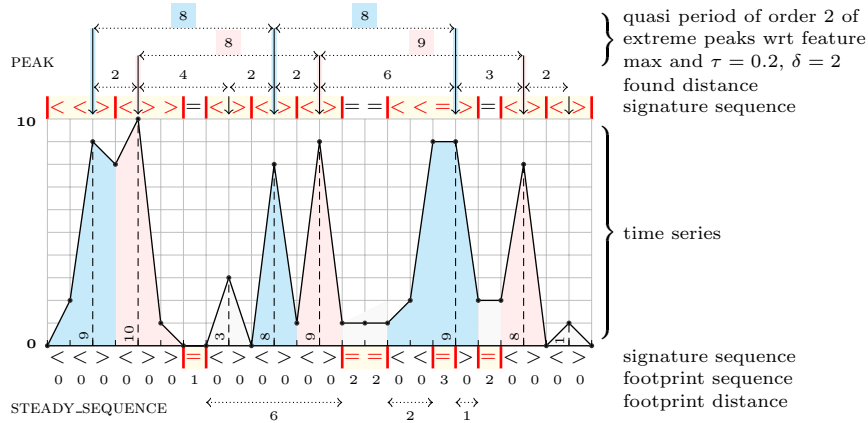 8 8 quasi period of order 2 of
8 9 extreme peaks wrt feature
PEAK max and τ = 0.2, δ = 2
2 4 2 2 6 3 2 found distance
|< < >|< > >|=|< >|< >|< >|= =|< < = >|=|< >|< >| signature sequence
10
time series
9 10 3 8 9 9 8 1
0
< < > < > >|=|< > < > < >|= =|< <|=|>|=|< > < > signature sequence
0 0 0 0 0 0 1 0 0 0 0 0 0 2 2 0 0 3 0 2 0 0 0 0 footprint sequence
6 2 1 footprint distance
STEADY_SEQUENCE